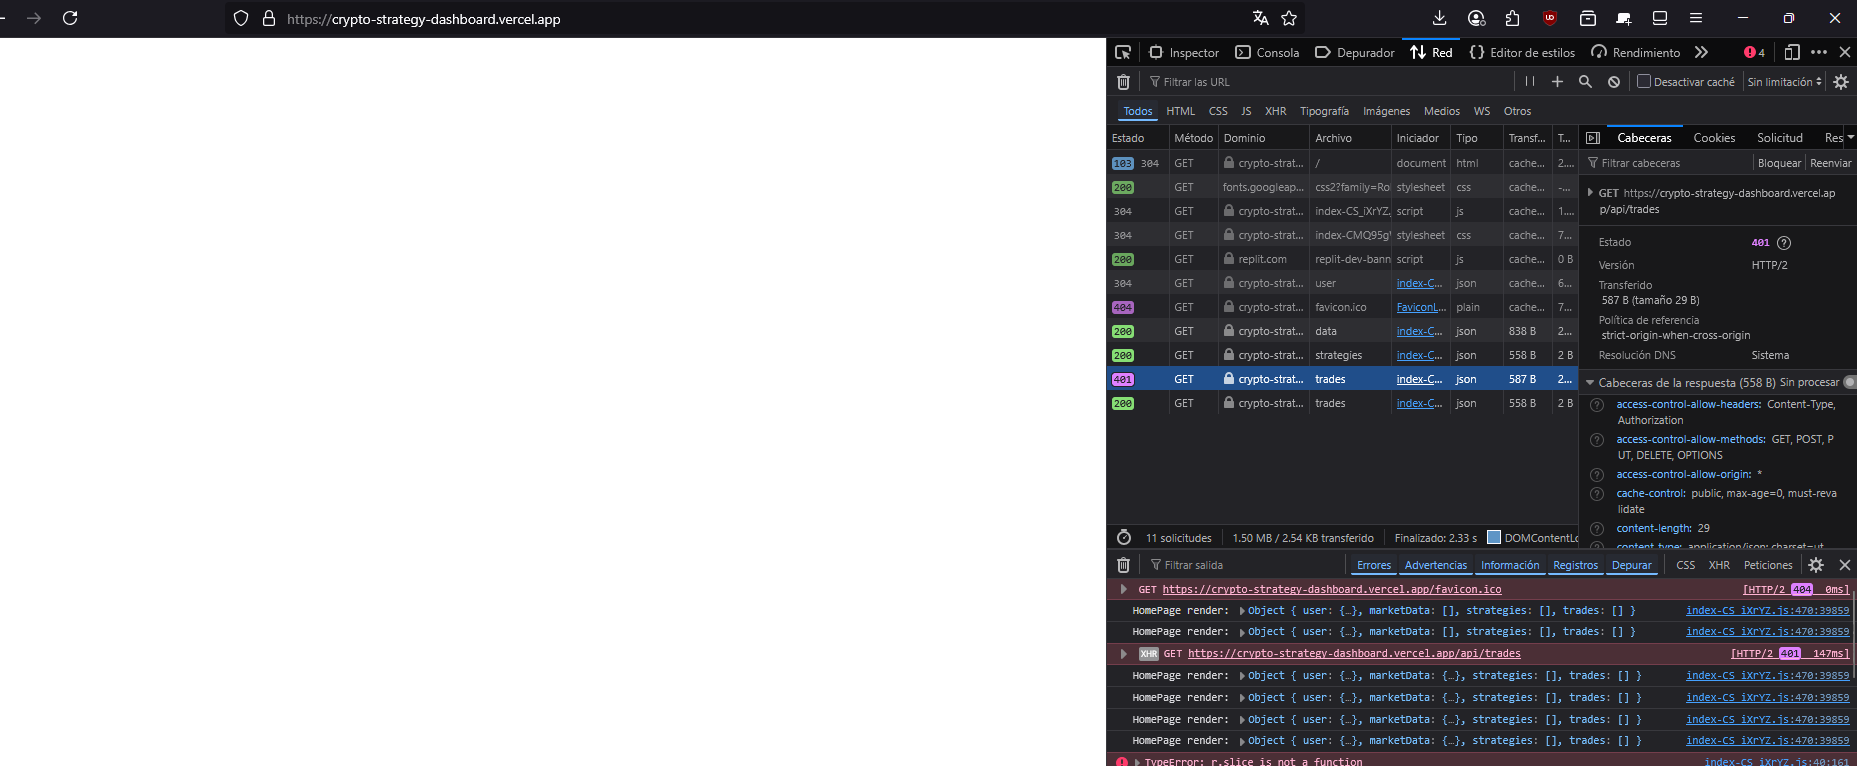 https://crypto-strategy-dashboard.vercel.app
Inspector Consola Depurador Red Editor de estilos Rendimiento 4
Filtrar las URL Desactivar caché Sin limitación
Todos HTML CSS JS XHR Tipografía Imágenes Medios WS Otros
Estado Método Dominio Archivo Iniciador Tipo Transf... T...
103 304 GET crypto-strat... / document html cache... 2....
200 GET fonts.googleap... css2?family=Ro stylesheet css cache... -...
304 GET crypto-strat... index-CS_iXrYZ. script js cache... 1....
304 GET crypto-strat... index-CMQ95g stylesheet css cache... 7...
200 GET replit.com replit-dev-bann script js cache... 0 B
304 GET crypto-strat... user index-C... json cache... 6...
404 GET crypto-strat... favicon.ico FaviconL... plain cache... 7...
200 GET crypto-strat... data index-C... json 838 B 2...
200 GET crypto-strat... strategies index-C... json 558 B 2 B
401 GET crypto-strat... trades index-C... json 587 B 2...
200 GET crypto-strat... trades index-C... json 558 B 2 B
11 solicitudes 1.50 MB / 2.54 KB transferido Finalizado: 2.33 s DOMContentLo
Cabeceras Cookies Solicitud Res
Filtrar cabeceras Bloquear Reenviar
GET https://crypto-strategy-dashboard.vercel.ap
p/api/trades
Estado 401
Versión HTTP/2
Transferido
587 B (tamaño 29 B)
Política de referencia
strict-origin-when-cross-origin
Resolución DNS Sistema
Cabeceras de la respuesta (558 B) Sin procesar
access-control-allow-headers: Content-Type,
Authorization
access-control-allow-methods: GET, POST, P
UT, DELETE, OPTIONS
access-control-allow-origin: *
cache-control: public, max-age=0, must-reva
lidate
content-length: 29
content-type: application/json; charset=ut
Filtrar salida Errores Advertencias Información Registros Depurar CSS XHR Peticiones
GET https://crypto-strategy-dashboard.vercel.app/favicon.ico [HTTP/2 404 0ms]
HomePage render: Object { user: {…}, marketData: [], strategies: [], trades: [] } index-CS_iXrYZ.js:470:39859
HomePage render: Object { user: {…}, marketData: [], strategies: [], trades: [] } index-CS_iXrYZ.js:470:39859
XHR GET https://crypto-strategy-dashboard.vercel.app/api/trades [HTTP/2 401 147ms]
HomePage render: Object { user: {…}, marketData: {…}, strategies: [], trades: [] } index-CS_iXrYZ.js:470:39859
HomePage render: Object { user: {…}, marketData: {…}, strategies: [], trades: [] } index-CS_iXrYZ.js:470:39859
HomePage render: Object { user: {…}, marketData: {…}, strategies: [], trades: [] } index-CS_iXrYZ.js:470:39859
HomePage render: Object { user: {…}, marketData: {…}, strategies: [], trades: [] } index-CS_iXrYZ.js:470:39859
TypeError: r.slice is not a function index-CS_iXrYZ.js:40:161